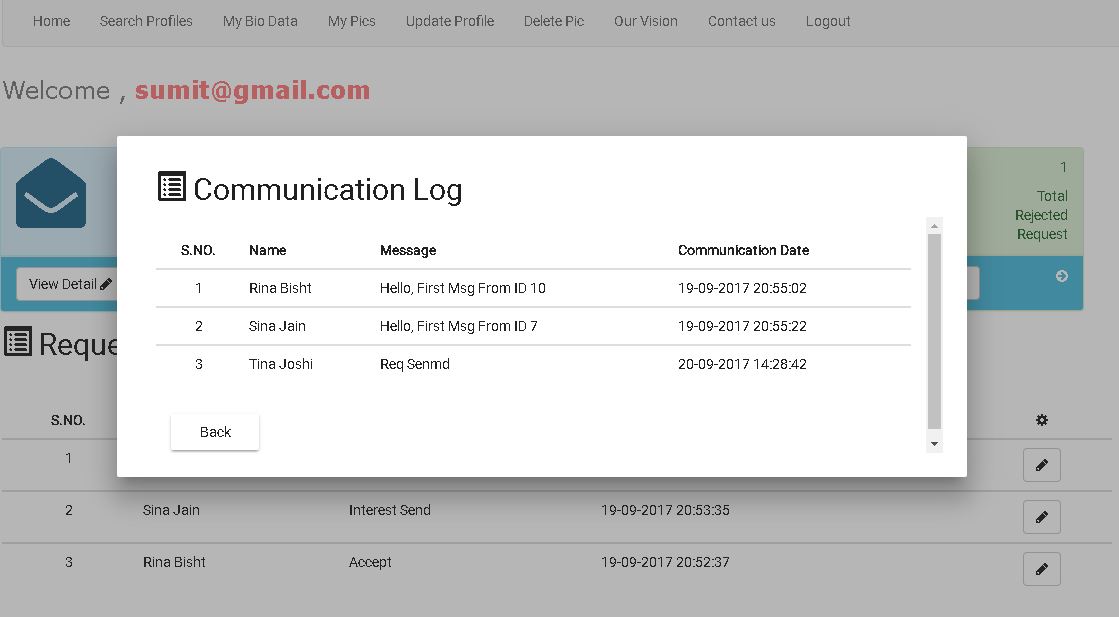 Home Search Profiles My Bio Data My Pics Update Profile Delete Pic Our Vision Contact us Logout
Welcome , sumit@gmail.com
1
Total
Rejected
Request
View Detail
Communication Log
S.NO. Name Message Communication Date
1 Rina Bisht Hello, First Msg From ID 10 19-09-2017 20:55:02
2 Sina Jain Hello, First Msg From ID 7 19-09-2017 20:55:22
3 Tina Joshi Req Senmd 20-09-2017 14:28:42
Back
Reque
S.NO.
1
2 Sina Jain Interest Send 19-09-2017 20:53:35
3 Rina Bisht Accept 19-09-2017 20:52:37